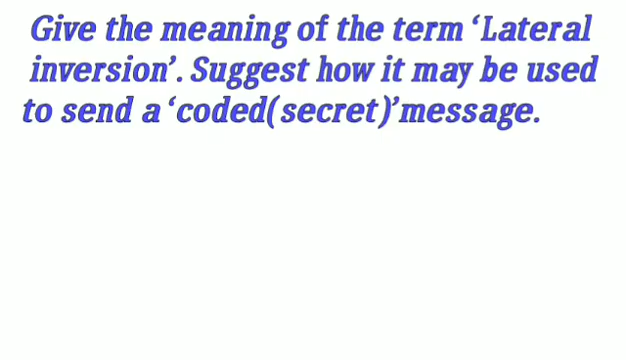 Give the meaning of the term ‘Lateral
inversion’. Suggest how it may be used
to send a ‘coded(secret)’message.